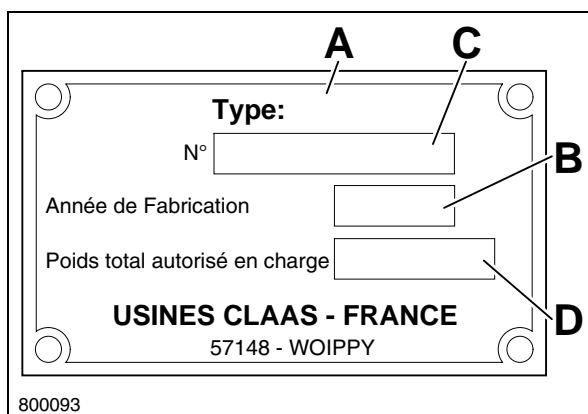 A C
Type:
N°
B
Année de Fabrication
Poids total autorisé en charge
D
USINES CLAAS - FRANCE
57148 - WOIPPY
800093